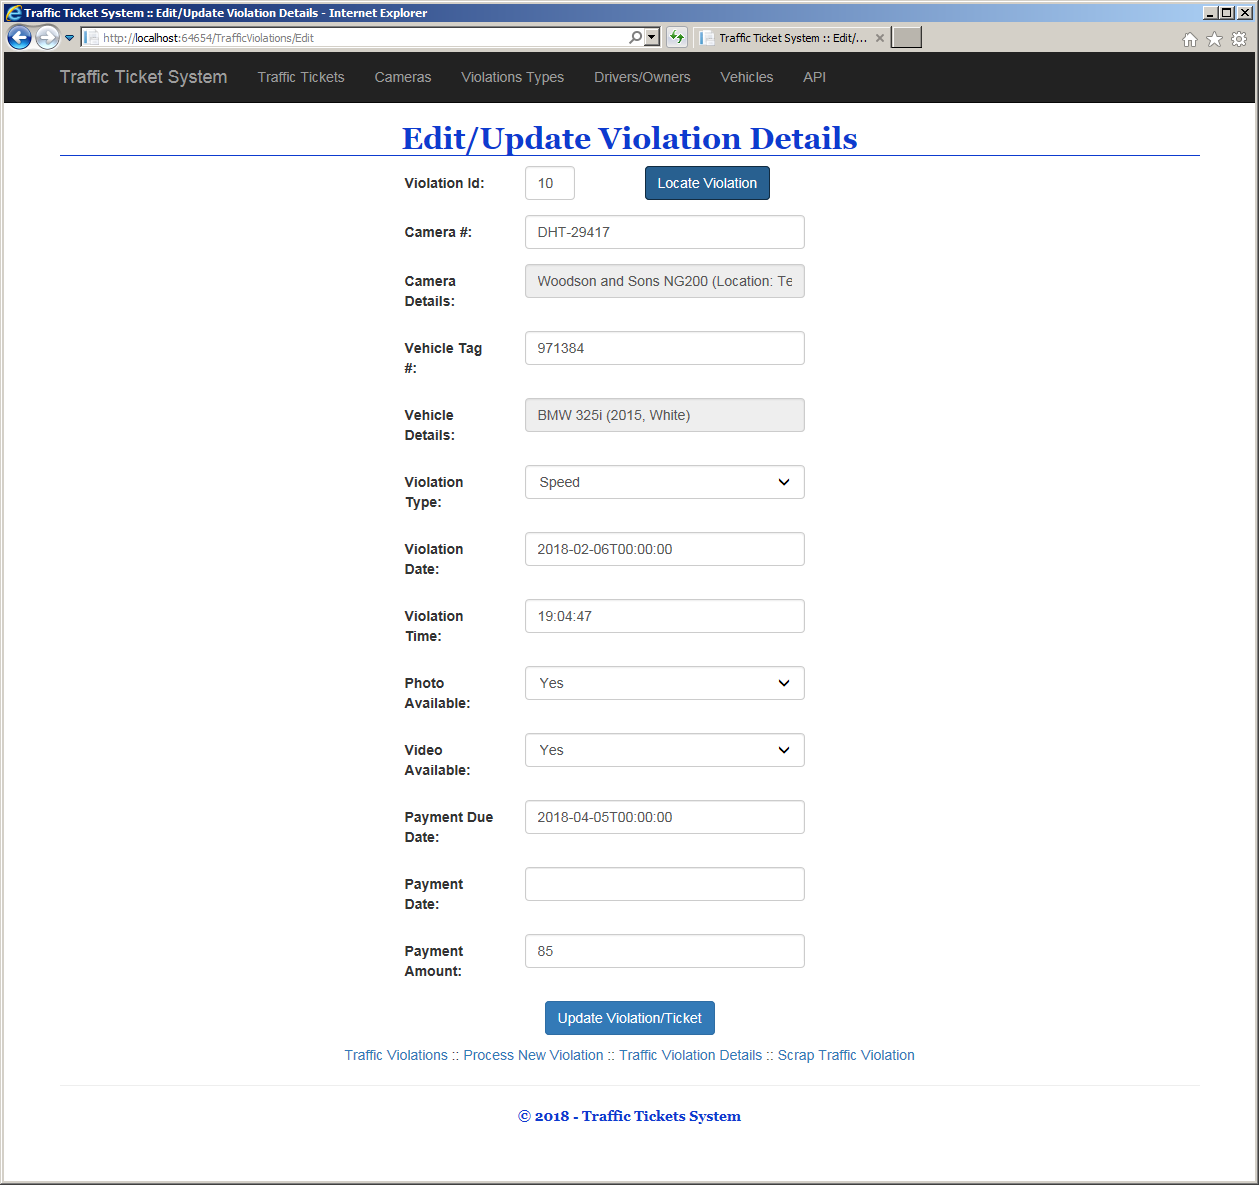 Traffic Ticket System :: Edit/Update Violation Details - Internet Explorer
http://localhost:64654/TrafficViolations/Edit
Traffic Ticket System :: Edit/...
Traffic Ticket System Traffic Tickets Cameras Violations Types Drivers/Owners Vehicles API
Edit/Update Violation Details
Violation Id: 10 Locate Violation
Camera #: DHT-29417
Camera Details: Woodson and Sons NG200 (Location: Te
Vehicle Tag #: 971384
Vehicle Details: BMW 325i (2015, White)
Violation Type: Speed
Violation Date: 2018-02-06T00:00:00
Violation Time: 19:04:47
Photo Available: Yes
Video Available: Yes
Payment Due Date: 2018-04-05T00:00:00
Payment Date:
Payment Amount: 85
Update Violation/Ticket
Traffic Violations :: Process New Violation :: Traffic Violation Details :: Scrap Traffic Violation
© 2018 - Traffic Tickets System